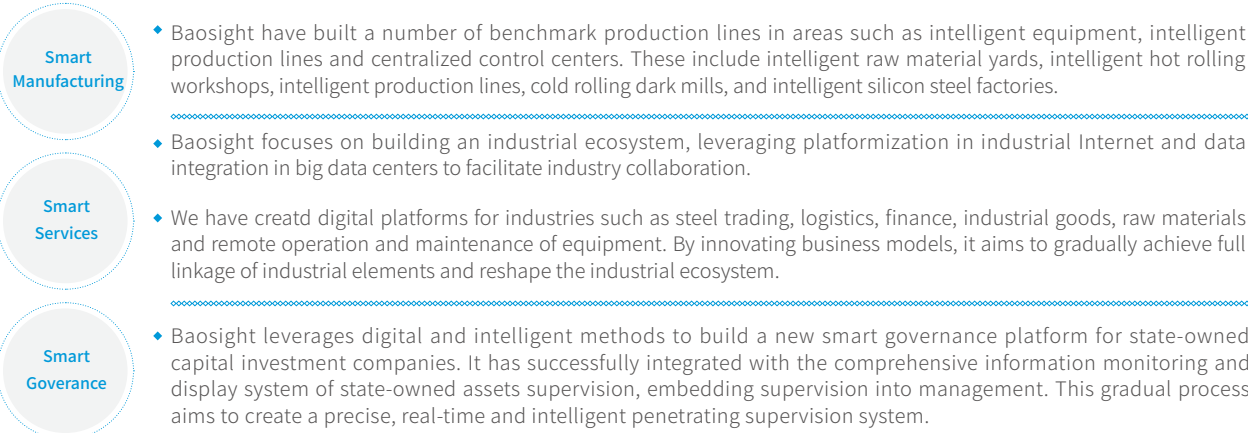 Smart
Manufacturing
◆ Baosight have built a number of benchmark production lines in areas such as intelligent equipment, intelligent
production lines and centralized control centers. These include intelligent raw material yards, intelligent hot rolling
workshops, intelligent production lines, cold rolling dark mills, and intelligent silicon steel factories.
Smart
Services
◆ Baosight focuses on building an industrial ecosystem, leveraging platformization in industrial Internet and data
integration in big data centers to facilitate industry collaboration.
◆ We have creatd digital platforms for industries such as steel trading, logistics, finance, industrial goods, raw materials
and remote operation and maintenance of equipment. By innovating business models, it aims to gradually achieve full
linkage of industrial elements and reshape the industrial ecosystem.
Smart
Goverance
◆ Baosight leverages digital and intelligent methods to build a new smart governance platform for state-owned
capital investment companies. It has successfully integrated with the comprehensive information monitoring and
display system of state-owned assets supervision, embedding supervision into management. This gradual process
aims to create a precise, real-time and intelligent penetrating supervision system.